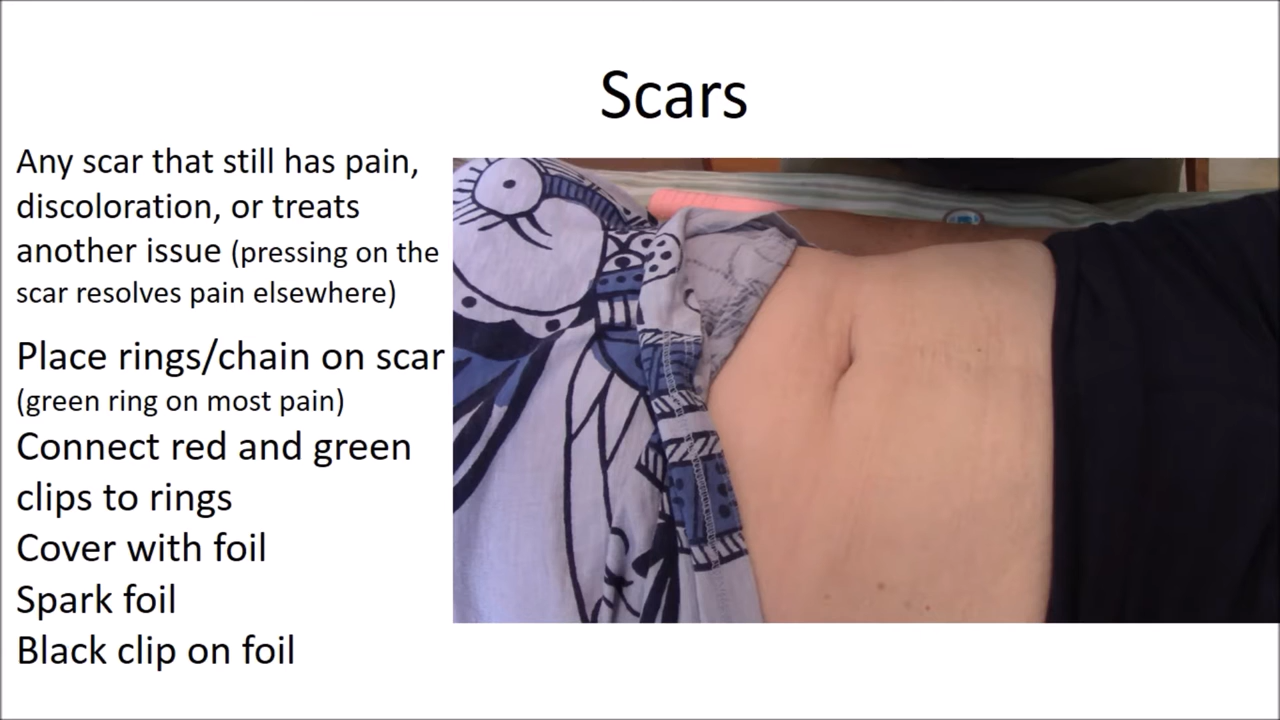 Scars
Any scar that still has pain,
discoloration, or treats
another issue (pressing on the
scar resolves pain elsewhere)
Place rings/chain on scar
(green ring on most pain)
Connect red and green
clips to rings
Cover with foil
Spark foil
Black clip on foil